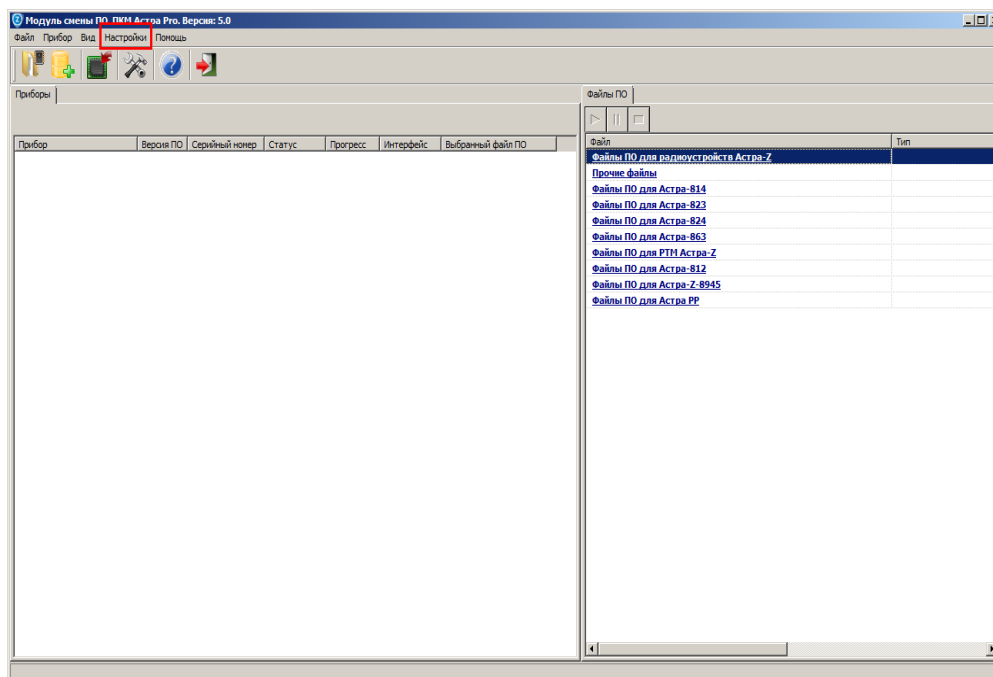 Модуль смены ПО ПКМ Астра Pro. Версия: 5.0
Файл Прибор Вид Настройки Помощь
Приборы
Прибор Версия ПО Серийный номер Статус Прогресс Интерфейс Выбранный файл ПО
Файлы ПО
Файл Тип
Файлы ПО для радиоустройств Астра-Z
Прочие файлы
Файлы ПО для Астра-814
Файлы ПО для Астра-823
Файлы ПО для Астра-824
Файлы ПО для Астра-863
Файлы ПО для РТМ Астра-Z
Файлы ПО для Астра-812
Файлы ПО для Астра-Z-8945
Файлы ПО для Астра РР